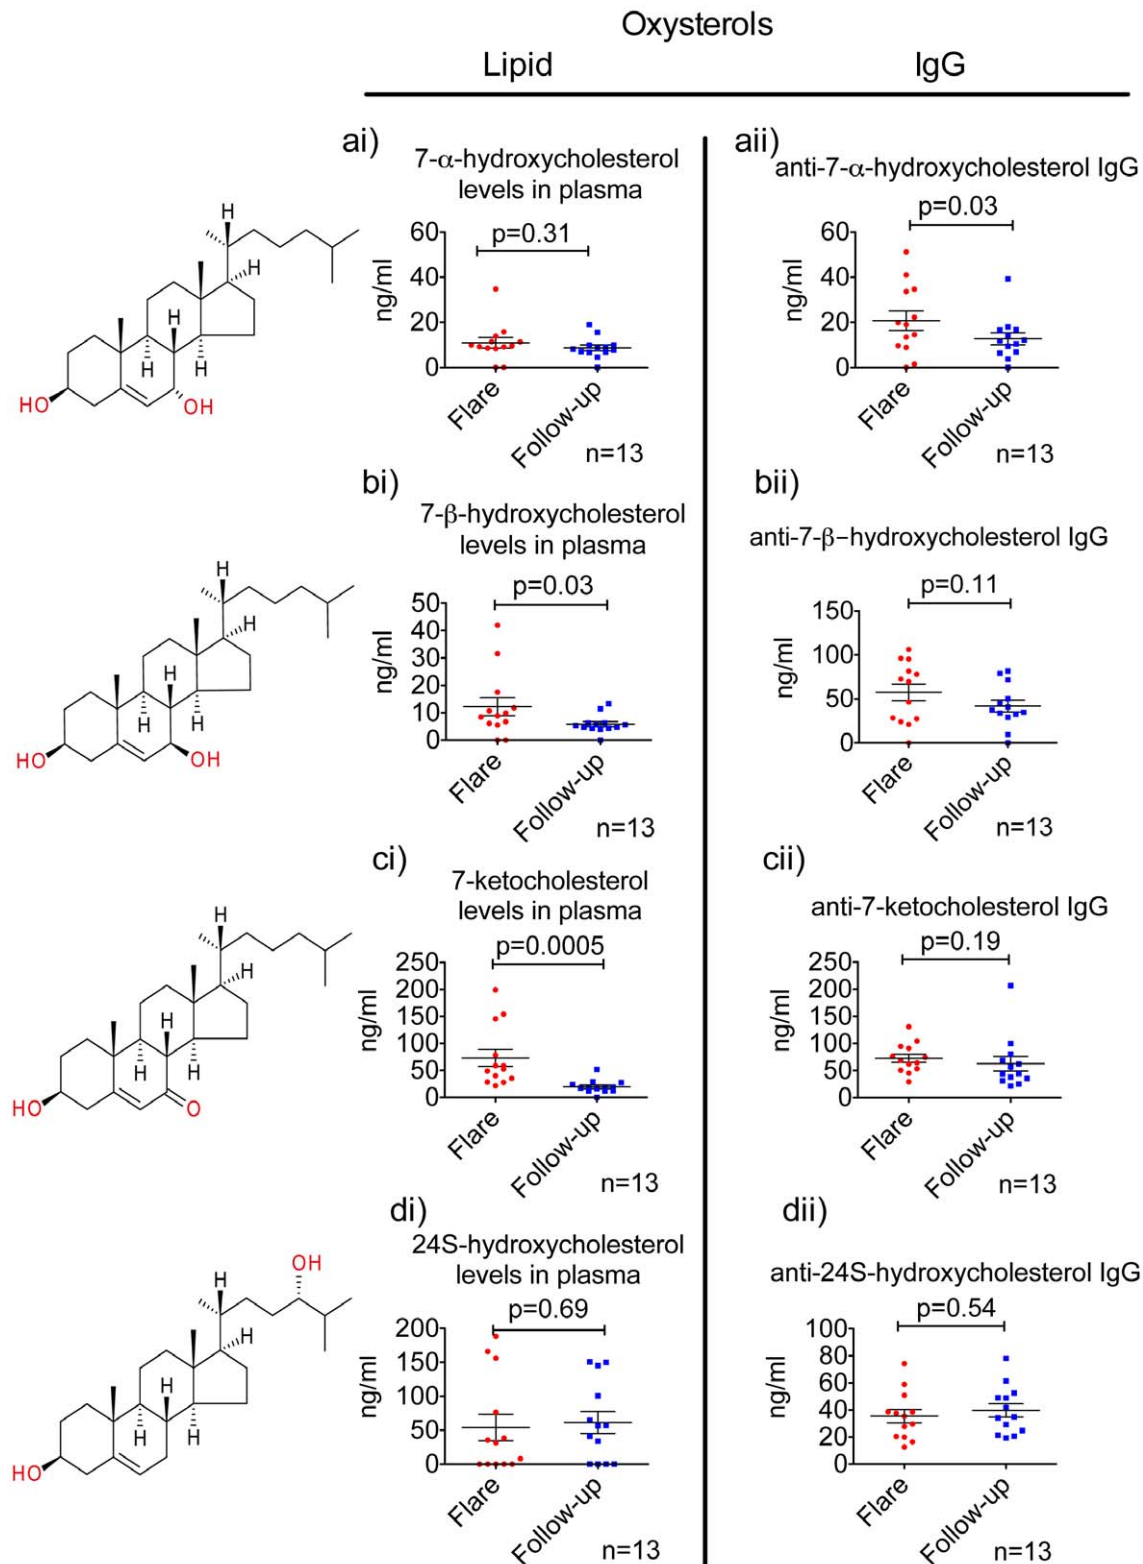 Oxysterols
Lipid IgG
ai) 7-α-hydroxycholesterol
levels in plasma
p=0.31
60
40
20
0
ng/ml
Flare
Follow-up
n=13
aii)
anti-7-α-hydroxycholesterol IgG
p=0.03
60
40
20
0
ng/ml
Flare
Follow-up
n=13
H
H
H
H
H
HO
OH
bi)
7-β-hydroxycholesterol
levels in plasma
p=0.03
50
40
30
20
10
0
ng/ml
Flare
Follow-up
n=13
bii)
anti-7-β-hydroxycholesterol IgG
p=0.11
150
100
50
0
ng/ml
Flare
Follow-up
n=13
H
H
H
H
H
HO
OH
ci)
7-ketocholesterol
levels in plasma
p=0.0005
250
200
150
100
50
0
ng/ml
Flare
Follow-up
n=13
cii)
anti-7-ketocholesterol IgG
p=0.19
250
200
150
100
50
0
ng/ml
Flare
Follow-up
n=13
H
H
H
H
H
HO
O
di)
24S-hydroxycholesterol
levels in plasma
p=0.69
200
150
100
50
0
ng/ml
Flare
Follow-up
n=13
dii)
anti-24S-hydroxycholesterol IgG
p=0.54
100
80
60
40
20
0
ng/ml
Flare
Follow-up
n=13
OH
H
H
H
H
H
HO